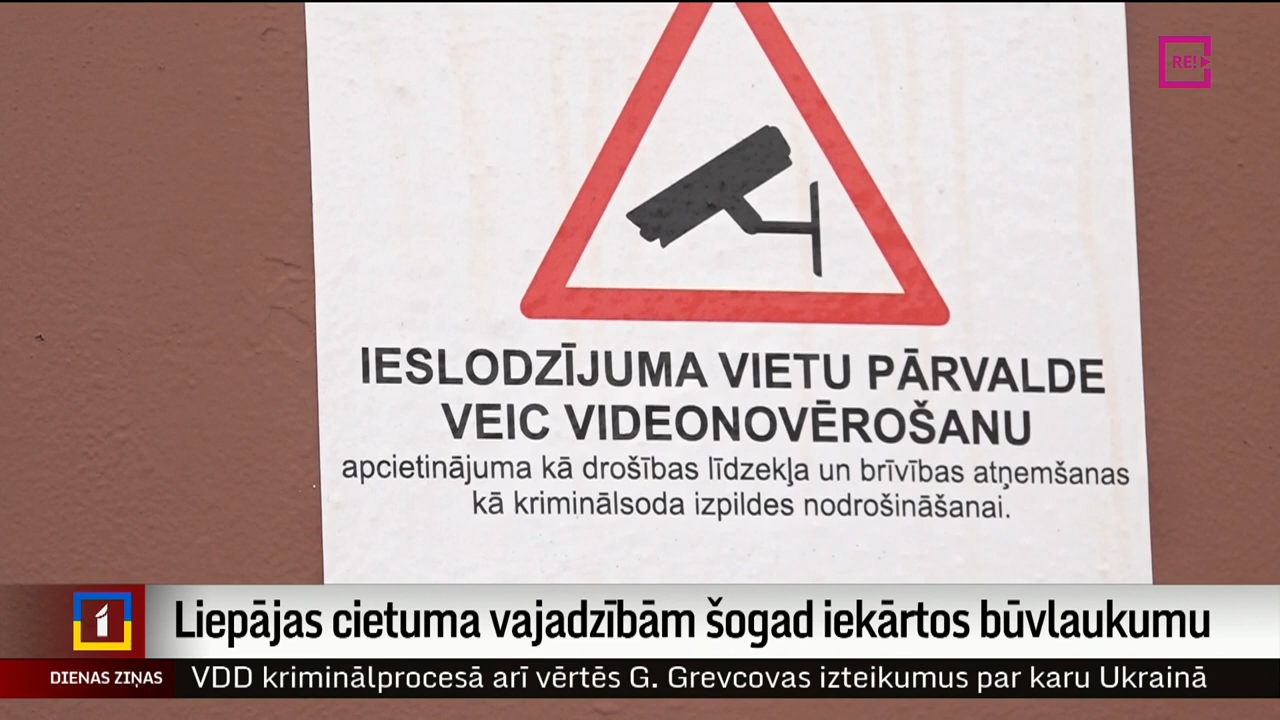 RE!
IESLODZĪJUMA VIETU PĀRVALDE
VEIC VIDEONOVĒROŠANU
apcietinājuma kā drošības līdzekļa un brīvības atņemšanas
kā kriminālsoda izpildes nodrošināšanai.
1
Liepājas cietuma vajadzībām šogad iekārtos būvlaukumu
DIENAS ZIŅAS
VDD kriminālprocesā arī vērtēs G. Grevcovas izteikumus par karu Ukrainā